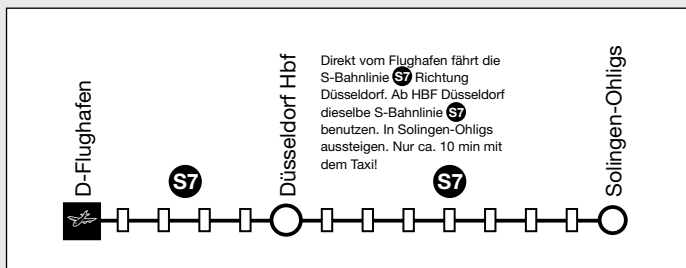 D-Flughafen
S7
Düsseldorf Hbf
Direkt vom Flughafen fährt die
S-Bahnlinie S7 Richtung
Düsseldorf. Ab HBF Düsseldorf
dieselbe S-Bahnlinie S7
benutzen. In Solingen-Ohligs
aussteigen. Nur ca. 10 min mit
dem Taxi!
S7
Solingen-Ohligs